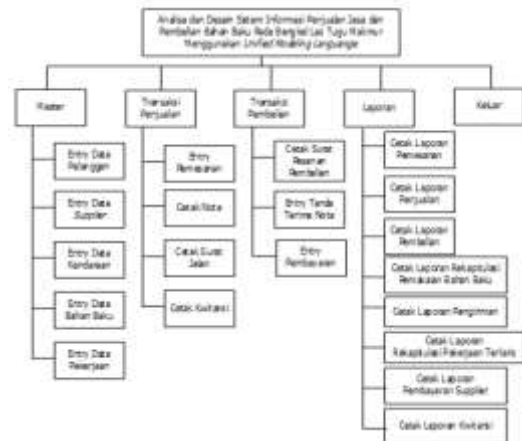 Analisa dan Desain Sistem Informasi Penjualan Jasa dan
Pembelian Bahan Baku Pada Bengkel Las Tugu Makmur
Menggunakan Unified Modeling Language
Master
Transaksi
Penjualan
Transaksi
Pembelian
Laporan
Keluar
Entry Data
Pelanggan
Entry Data
Supplier
Entry Data
Kendaraan
Entry Data
Bahan Baku
Entry Data
Pekerjaan
Entry
Pemesanan
Cetak Nota
Cetak Surat
Jalan
Cetak Kwitansi
Cetak Surat
Pesanan
Pembelian
Entry Tanda
Terima Nota
Entry
Pembayaran
Cetak Laporan
Pemesanan
Cetak Laporan
Penjualan
Cetak Laporan
Pembelian
Cetak Laporan Rekapitulasi
Pemakaian Bahan Baku
Cetak Laporan Pengiriman
Cetak Laporan
Rekapitulasi Pekerjaan Terlaris
Cetak Laporan
Pembayaran Supplier
Cetak Laporan Kwitansi